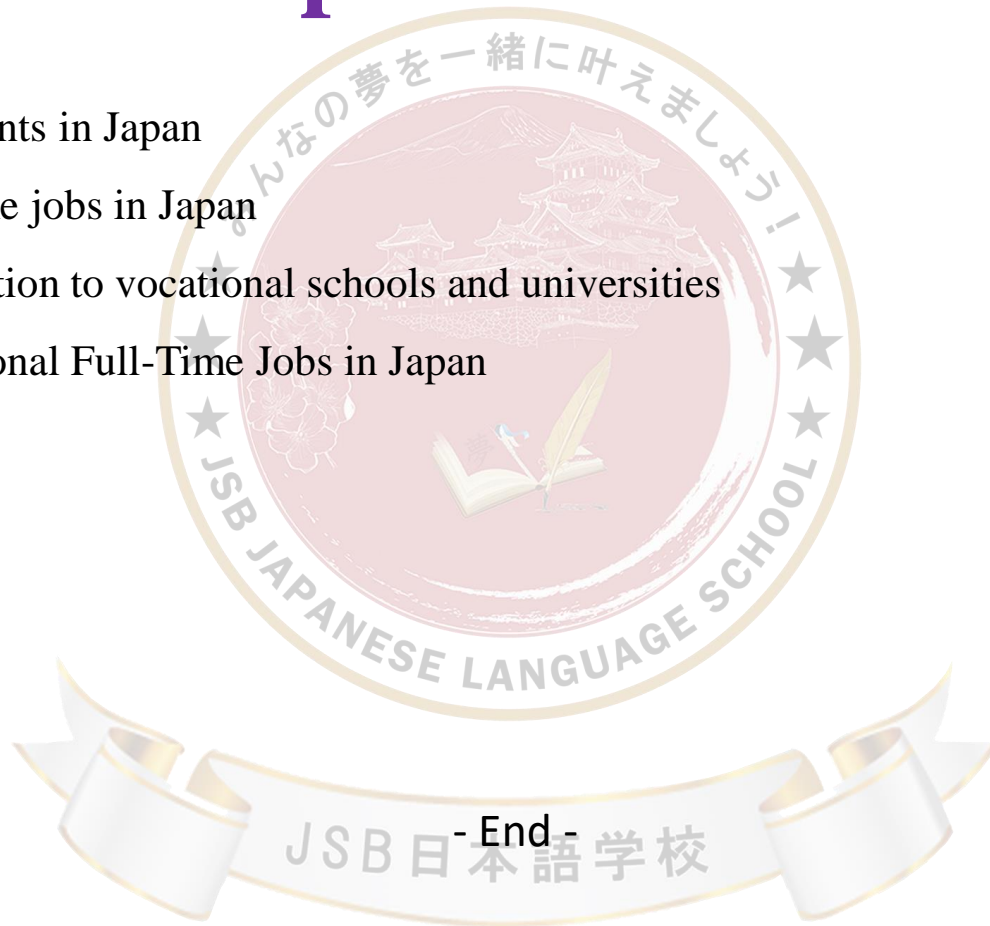 みんなの夢を一緒に叶えましょう!
nts in Japan
e jobs in Japan
tion to vocational schools and universities
onal Full-Time Jobs in Japan
夢
JSB JAPANESE LANGUAGE SCHOOL
- End -
JSB日本語学校